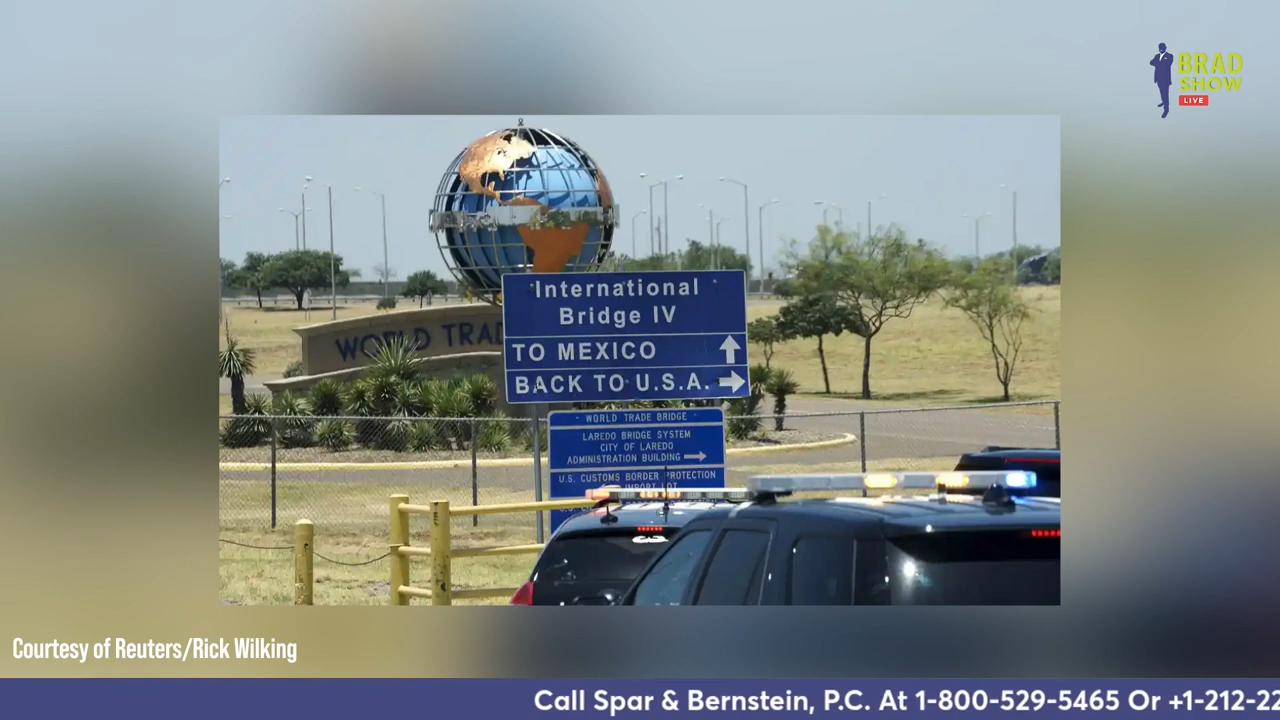 BRAD
SHOW
LIVE
International
Bridge IV
TO MEXICO
BACK TO U.S.A.
WORLD TRAD
WORLD TRADE BRIDGE
LAREDO BRIDGE SYSTEM
CITY OF LAREDO
ADMINISTRATION BUILDING
U.S. CUSTOMS BORDER PROTECTION
IMPORT LOT
Courtesy of Reuters/Rick Wilking
Call Spar & Bernstein, P.C. At 1-800-529-5465 Or +1-212-22